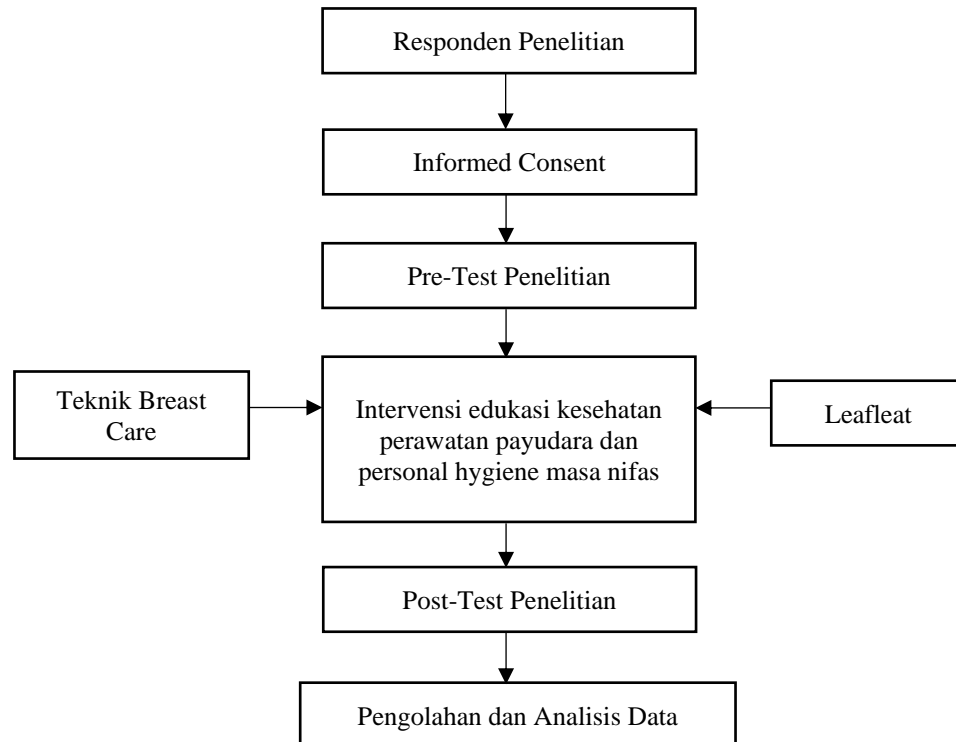 Responden Penelitian
Informed Consent
Pre-Test Penelitian
Teknik Breast
Care
Intervensi edukasi kesehatan
perawatan payudara dan
personal hygiene masa nifas
Leafleat
Post-Test Penelitian
Pengolahan dan Analisis Data